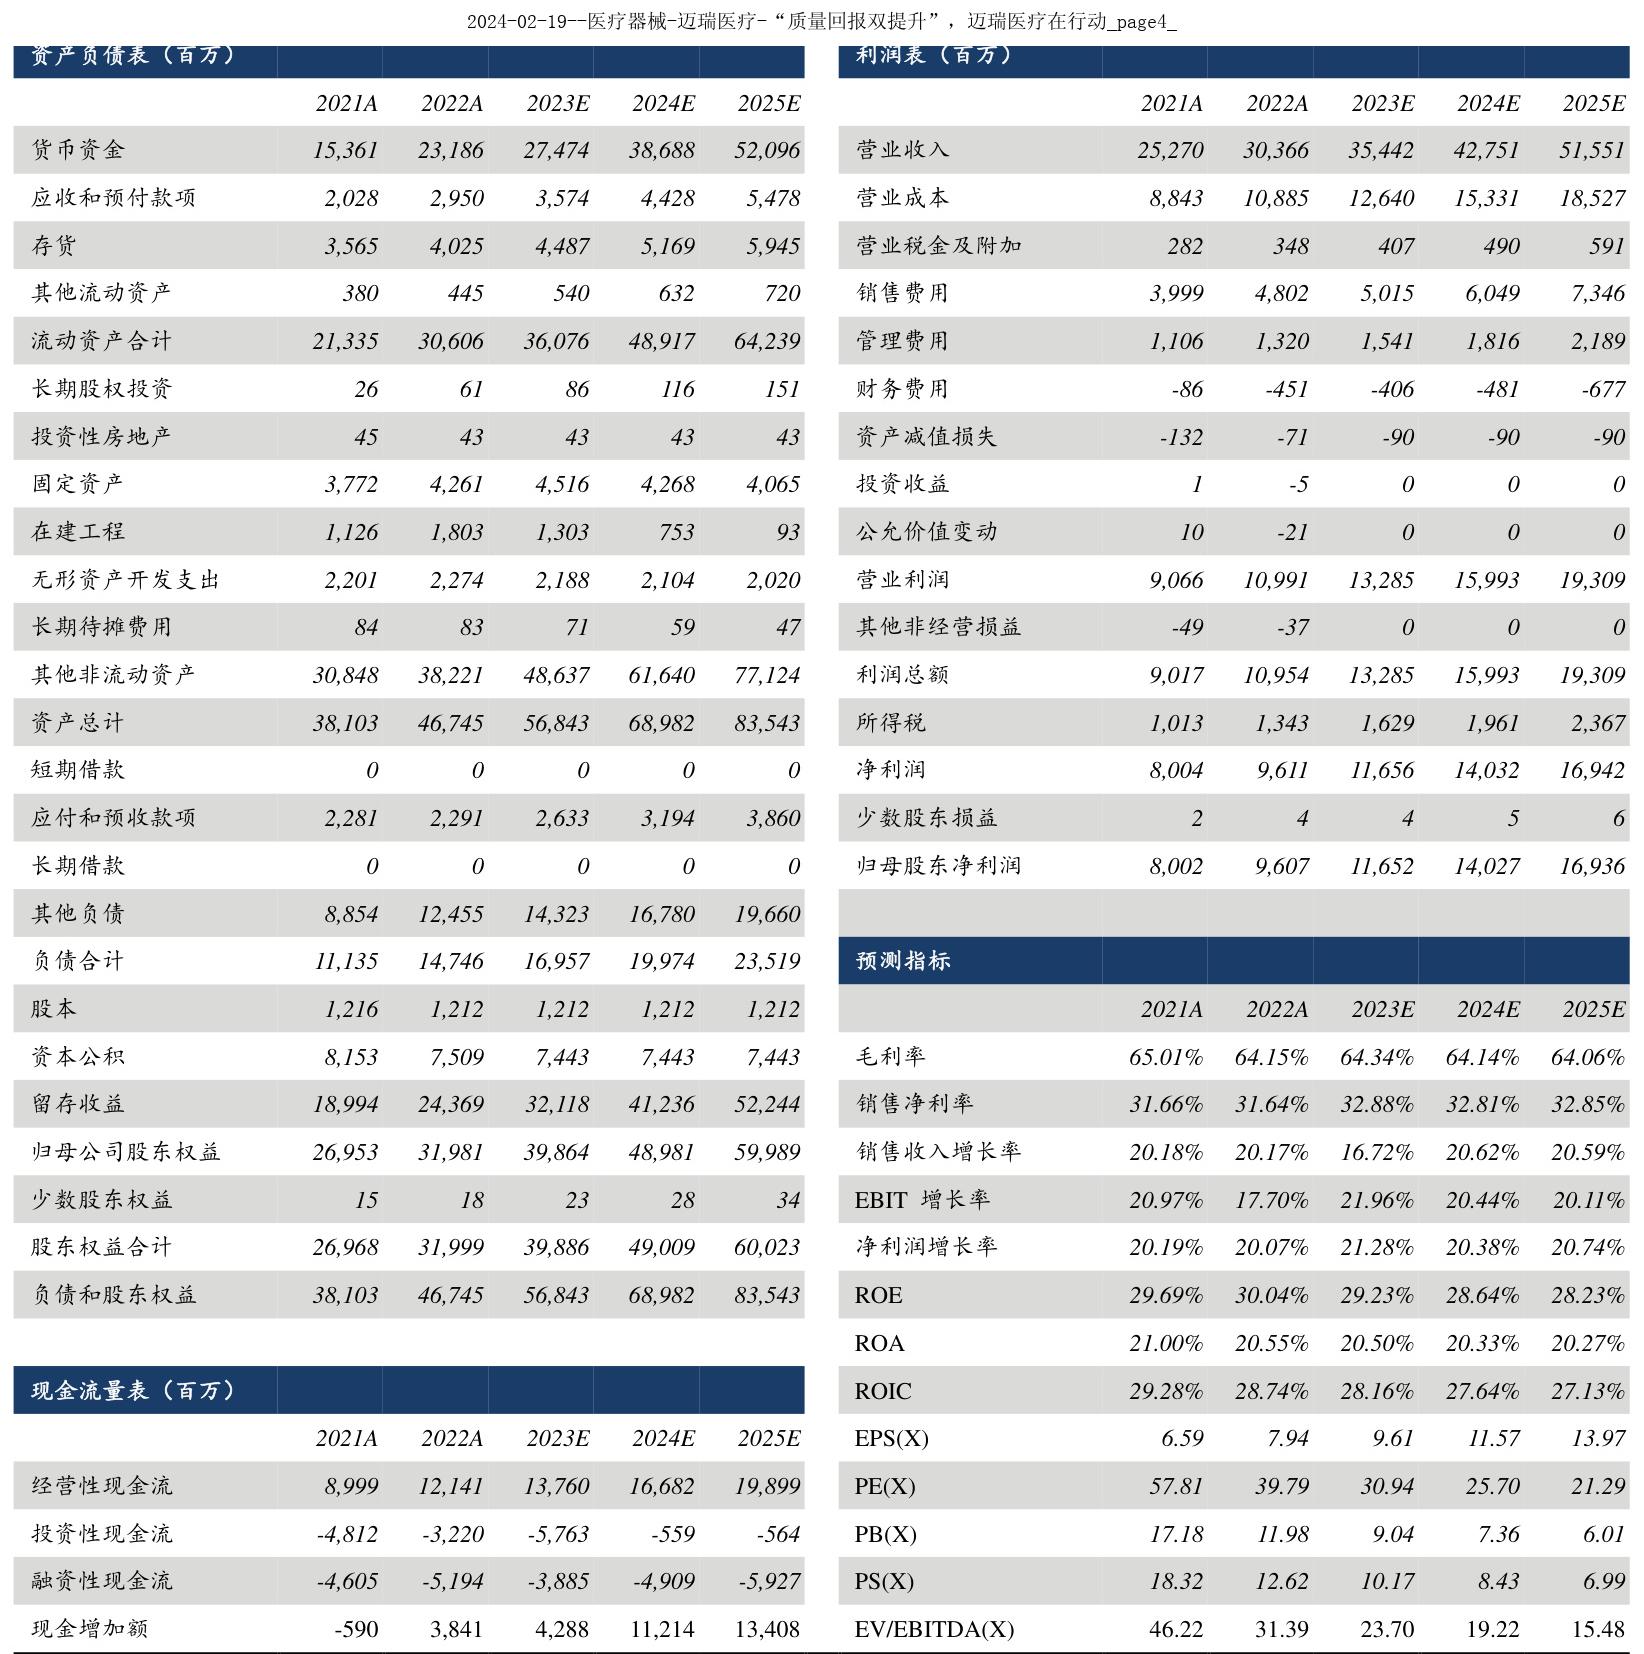 2024-02-19--医疗器械-迈瑞医疗-“质量回报双提升”，迈瑞医疗在行动_page4_
资产负债表（百万）
2021A 2022A 2023E 2024E 2025E
货币资金 15,361 23,186 27,474 38,688 52,096
应收和预付款项 2,028 2,950 3,574 4,428 5,478
存货 3,565 4,025 4,487 5,169 5,945
其他流动资产 380 445 540 632 720
流动资产合计 21,335 30,606 36,076 48,917 64,239
长期股权投资 26 61 86 116 151
投资性房地产 45 43 43 43 43
固定资产 3,772 4,261 4,516 4,268 4,065
在建工程 1,126 1,803 1,303 753 93
无形资产开发支出 2,201 2,274 2,188 2,104 2,020
长期待摊费用 84 83 71 59 47
其他非流动资产 30,848 38,221 48,637 61,640 77,124
资产总计 38,103 46,745 56,843 68,982 83,543
短期借款 0 0 0 0 0
应付和预收款项 2,281 2,291 2,633 3,194 3,860
长期借款 0 0 0 0 0
其他负债 8,854 12,455 14,323 16,780 19,660
负债合计 11,135 14,746 16,957 19,974 23,519
股本 1,216 1,212 1,212 1,212 1,212
资本公积 8,153 7,509 7,443 7,443 7,443
留存收益 18,994 24,369 32,118 41,236 52,244
归母公司股东权益 26,953 31,981 39,864 48,981 59,989
少数股东权益 15 18 23 28 34
股东权益合计 26,968 31,999 39,886 49,009 60,023
负债和股东权益 38,103 46,745 56,843 68,982 83,543
现金流量表（百万）
2021A 2022A 2023E 2024E 2025E
经营性现金流 8,999 12,141 13,760 16,682 19,899
投资性现金流 -4,812 -3,220 -5,763 -559 -564
融资性现金流 -4,605 -5,194 -3,885 -4,909 -5,927
现金增加额 -590 3,841 4,288 11,214 13,408
利润表（百万）
2021A 2022A 2023E 2024E 2025E
营业收入 25,270 30,366 35,442 42,751 51,551
营业成本 8,843 10,885 12,640 15,331 18,527
营业税金及附加 282 348 407 490 591
销售费用 3,999 4,802 5,015 6,049 7,346
管理费用 1,106 1,320 1,541 1,816 2,189
财务费用 -86 -451 -406 -481 -677
资产减值损失 -132 -71 -90 -90 -90
投资收益 1 -5 0 0 0
公允价值变动 10 -21 0 0 0
营业利润 9,066 10,991 13,285 15,993 19,309
其他非经营损益 -49 -37 0 0 0
利润总额 9,017 10,954 13,285 15,993 19,309
所得税 1,013 1,343 1,629 1,961 2,367
净利润 8,004 9,611 11,656 14,032 16,942
少数股东损益 2 4 4 5 6
归母股东净利润 8,002 9,607 11,652 14,027 16,936
预测指标
2021A 2022A 2023E 2024E 2025E
毛利率 65.01% 64.15% 64.34% 64.14% 64.06%
销售净利率 31.66% 31.64% 32.88% 32.81% 32.85%
销售收入增长率 20.18% 20.17% 16.72% 20.62% 20.59%
EBIT 增长率 20.97% 17.70% 21.96% 20.44% 20.11%
净利润增长率 20.19% 20.07% 21.28% 20.38% 20.74%
ROE 29.69% 30.04% 29.23% 28.64% 28.23%
ROA 21.00% 20.55% 20.50% 20.33% 20.27%
ROIC 29.28% 28.74% 28.16% 27.64% 27.13%
EPS(X) 6.59 7.94 9.61 11.57 13.97
PE(X) 57.81 39.79 30.94 25.70 21.29
PB(X) 17.18 11.98 9.04 7.36 6.01
PS(X) 18.32 12.62 10.17 8.43 6.99
EV/EBITDA(X) 46.22 31.39 23.70 19.22 15.48